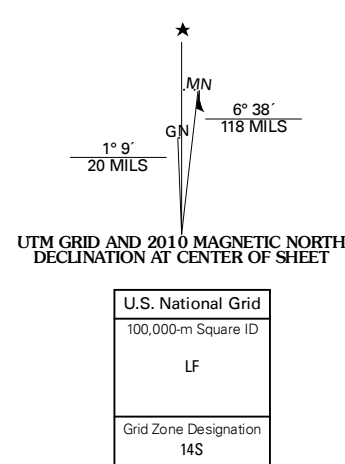 MN
6° 38´
118 MILS
GN
1° 9´
20 MILS
UTM GRID AND 2010 MAGNETIC NORTH
DECLINATION AT CENTER OF SHEET
U.S. National Grid
100,000-m Square ID
LF
Grid Zone Designation
14S